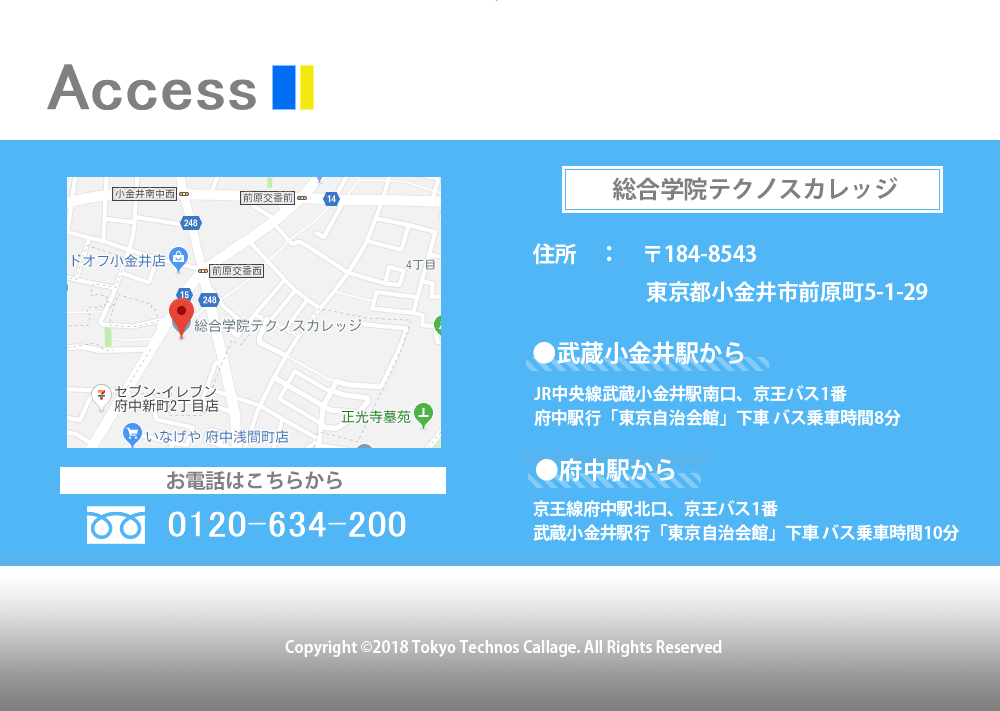 Access
小金井南中西
前原交番前
14
248
ドオフ小金井店
前原交番西
4丁目
15
248
総合学院テクノスカレッジ
セブン-イレブン
府中新町2丁目店
正光寺墓苑
いなげや 府中浅間町店
お電話はこちらから
0120-634-200
総合学院テクノスカレッジ
住所 : 〒184-8543
東京都小金井市前原町5-1-29
●武蔵小金井駅から
JR中央線武蔵小金井駅南口、京王バス1番
府中駅行「東京自治会館」下車 バス乗車時間8分
●府中駅から
京王線府中駅北口、京王バス1番
武蔵小金井駅行「東京自治会館」下車 バス乗車時間10分
Copyright ©2018 Tokyo Technos Callage. All Rights Reserved